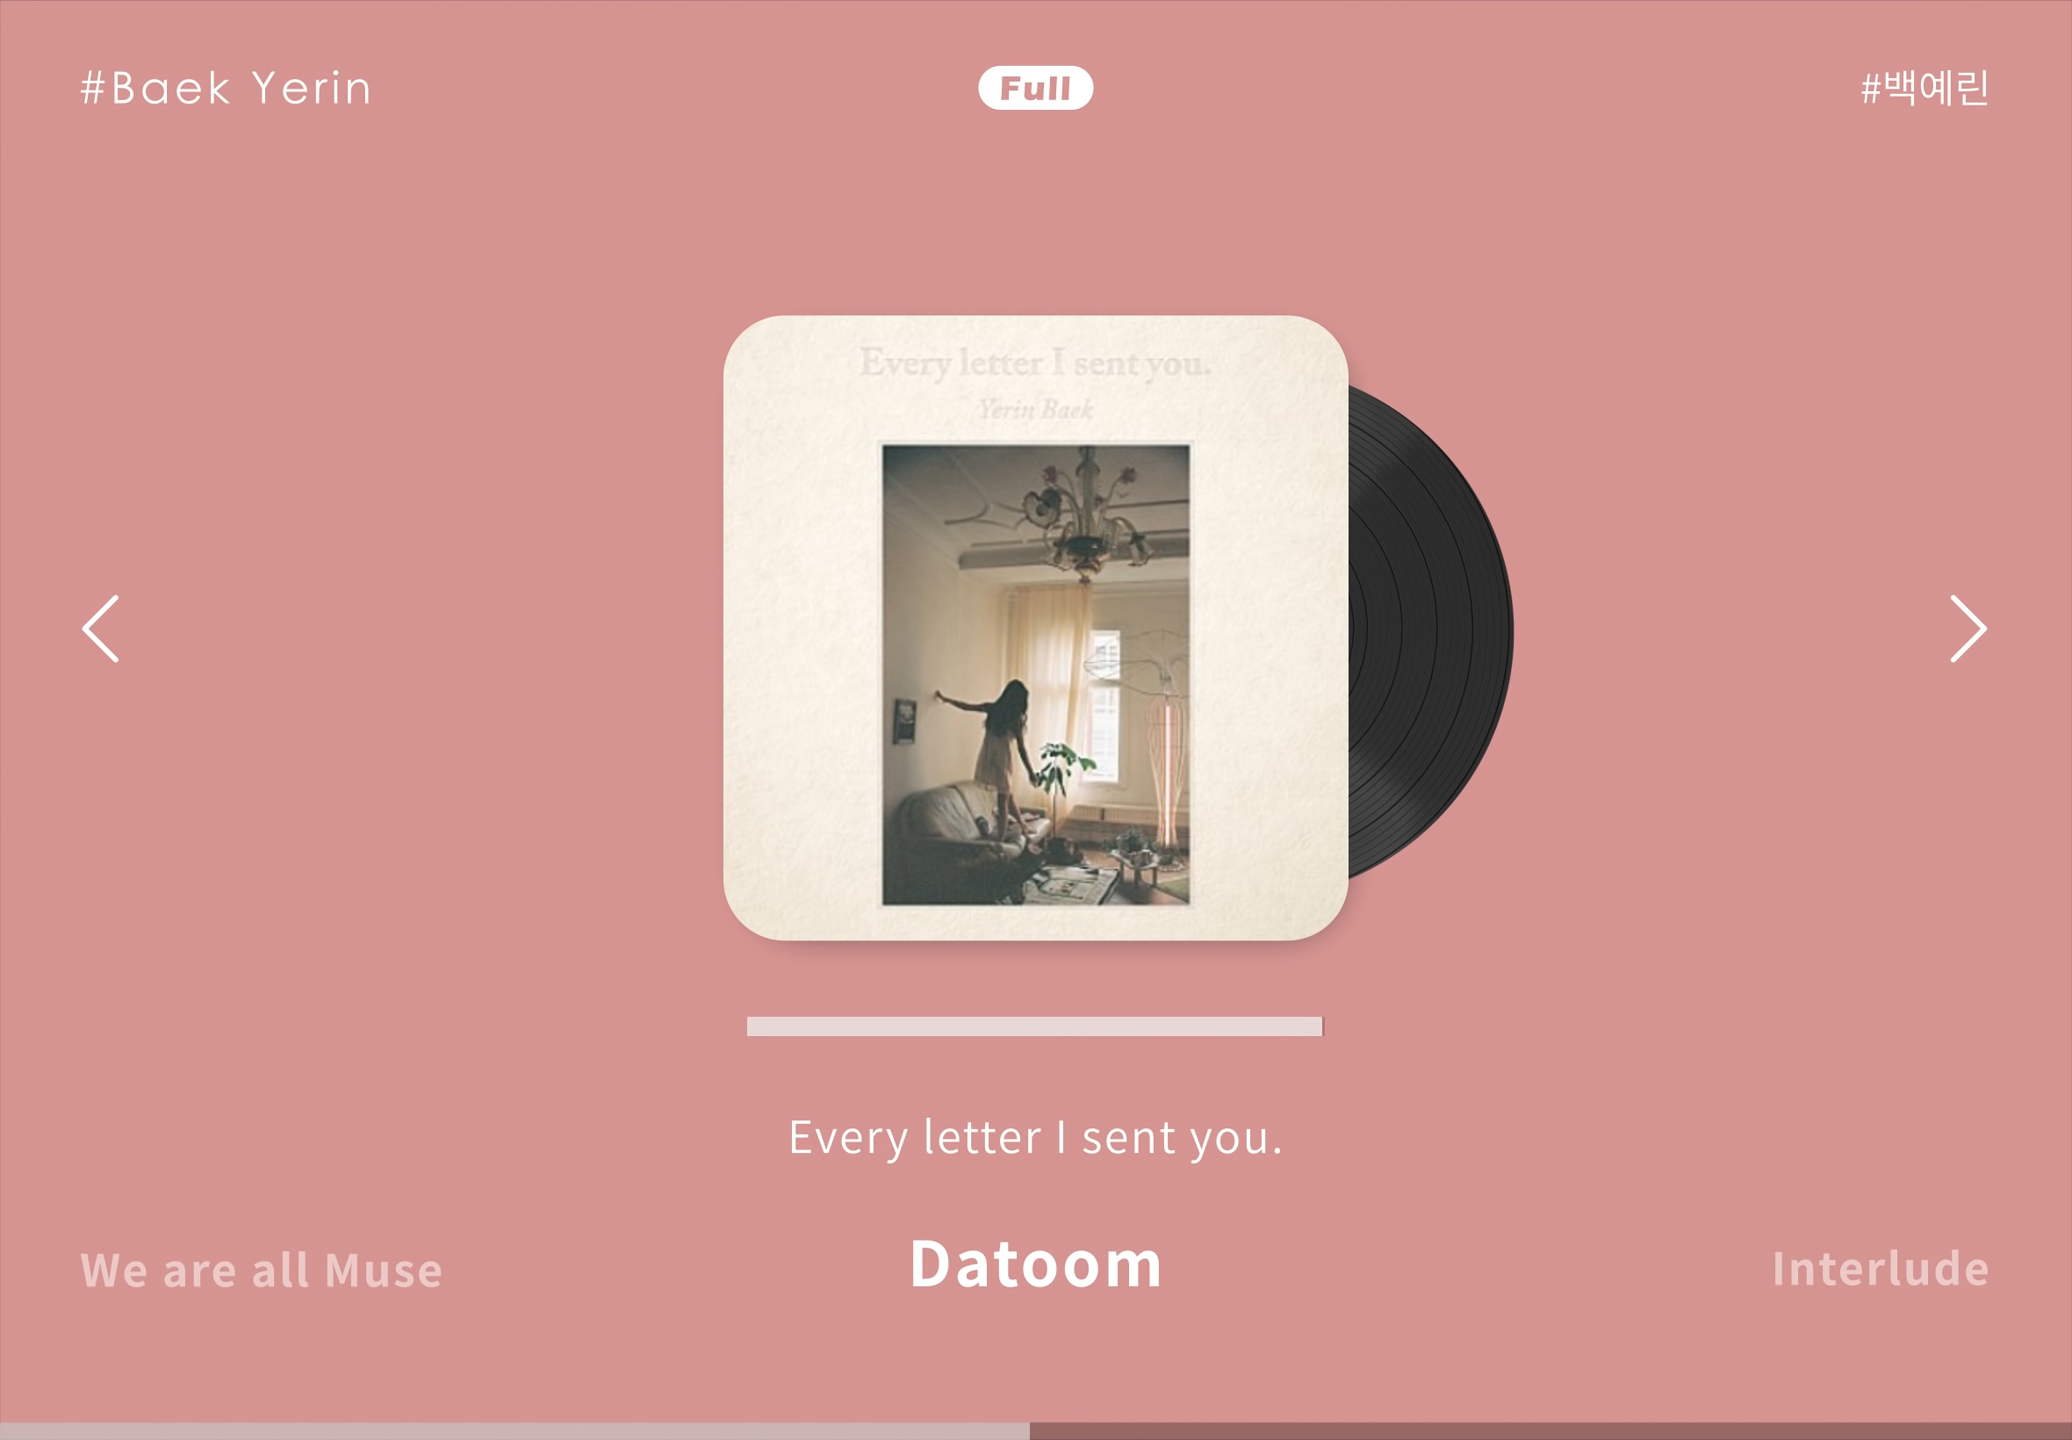 #Baek Yerin
Full
#백예린
Every letter I sent you.
Yerin Baek
Every letter I sent you.
We are all Muse
Datoom
Interlude